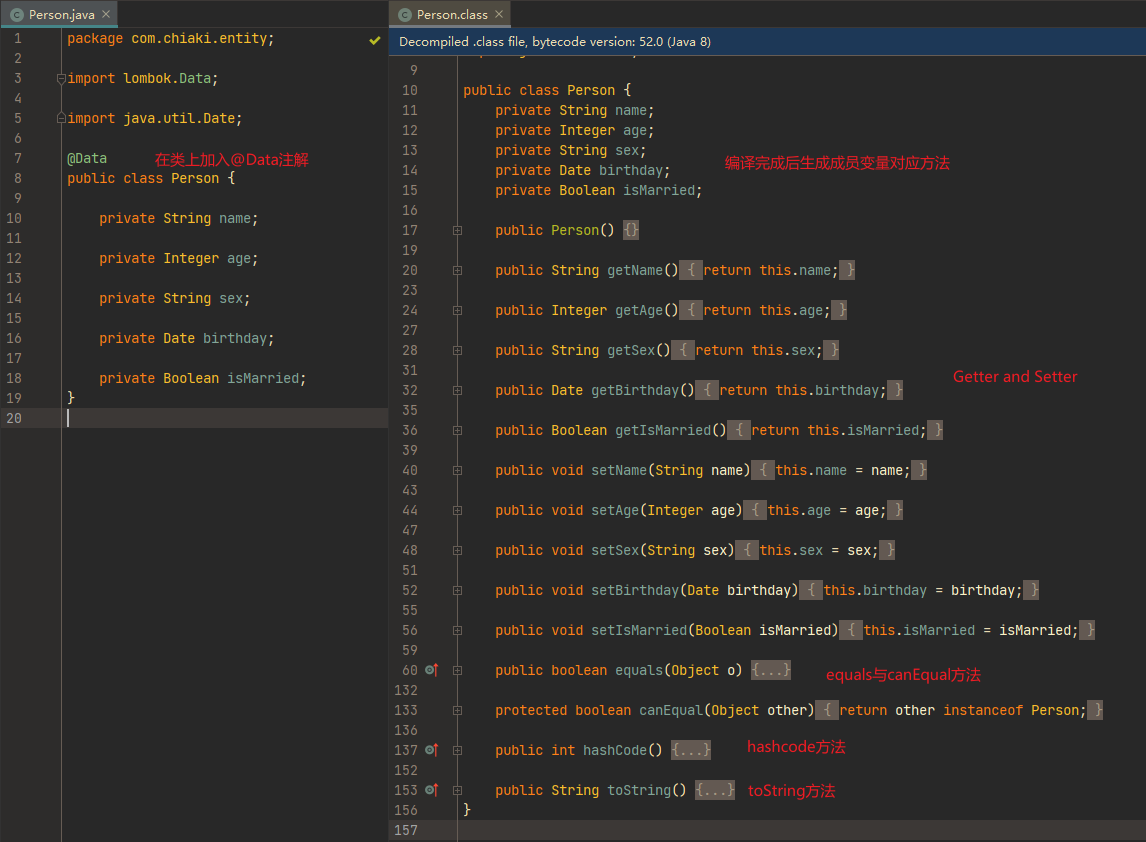 Person.java
1 package com.chiaki.entity;
2
3 import lombok.Data;
4
5 import java.util.Date;
6
7 @Data 在类上加入@Data注解
8 public class Person {
9
10 private String name;
11
12 private Integer age;
13
14 private String sex;
15
16 private Date birthday;
17
18 private Boolean isMarried;
19 }
20
Person.class
Decompiled .class file, bytecode version: 52.0 (Java 8)
9
10 public class Person {
11 private String name;
12 private Integer age;
13 private String sex;
编译完成后生成成员变量对应方法
14 private Date birthday;
15 private Boolean isMarried;
16
17 public Person() {}
19
20 public String getName() { return this.name; }
23
24 public Integer getAge() { return this.age; }
27
28 public String getSex() { return this.sex; }
31
Getter and Setter
32 public Date getBirthday() { return this.birthday; }
35
36 public Boolean getIsMarried() { return this.isMarried; }
39
40 public void setName(String name) { this.name = name; }
43
44 public void setAge(Integer age) { this.age = age; }
47
48 public void setSex(String sex) { this.sex = sex; }
51
52 public void setBirthday(Date birthday) { this.birthday = birthday; }
55
56 public void setIsMarried(Boolean isMarried) { this.isMarried = isMarried; }
59
60 public boolean equals(Object o) {...} equals与canEqual方法
132
133 protected boolean canEqual(Object other) { return other instanceof Person; }
136
137 public int hashCode() {...} hashcode方法
152
153 public String toString() {...} toString方法
156 }
157